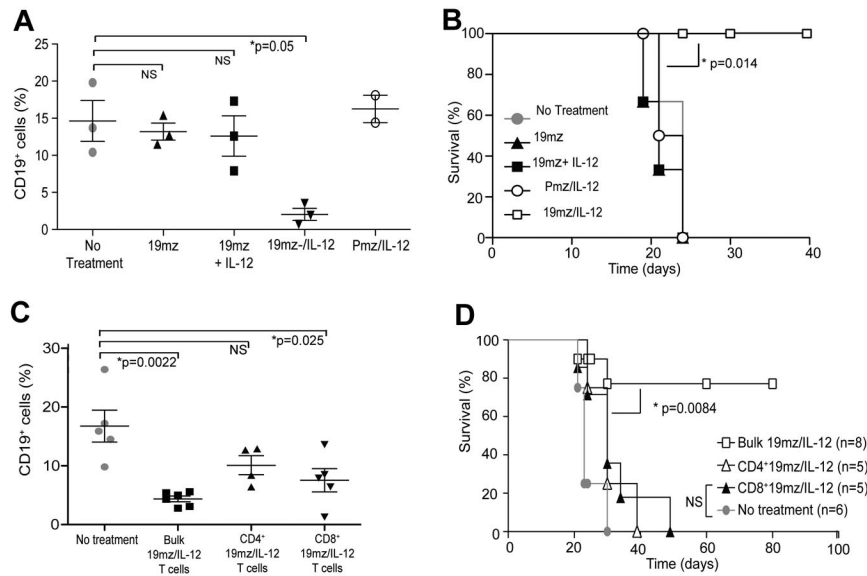 A
CD19+ cells (%)
25
20
15
10
5
0
*p=0.05
NS
NS
No Treatment
19mz
19mz + IL-12
19mz-/IL-12
Pmz/IL-12
B
Survival (%)
100
80
60
40
20
0
* p=0.014
No Treatment
19mz
19mz+ IL-12
Pmz/IL-12
19mz/IL-12
0 10 20 30 40
Time (days)
C
CD19+ cells (%)
30
20
10
0
*p=0.025
NS
*p=0.0022
No treatment
Bulk 19mz/IL-12 T cells
CD4+ 19mz/IL-12 T cells
CD8+ 19mz/IL-12 T cells
D
Survival (%)
100
80
60
40
20
0
* p=0.0084
Bulk 19mz/IL-12 (n=8)
CD4+19mz/IL-12 (n=5)
CD8+19mz/IL-12 (n=5)
NS
No treatment (n=6)
0 20 40 60 80 100
Time (days)